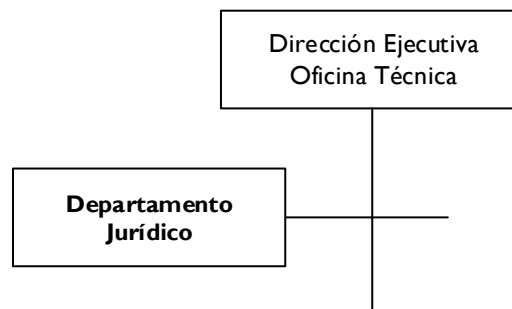 Dirección Ejecutiva
Oficina Técnica
Departamento
Jurídico